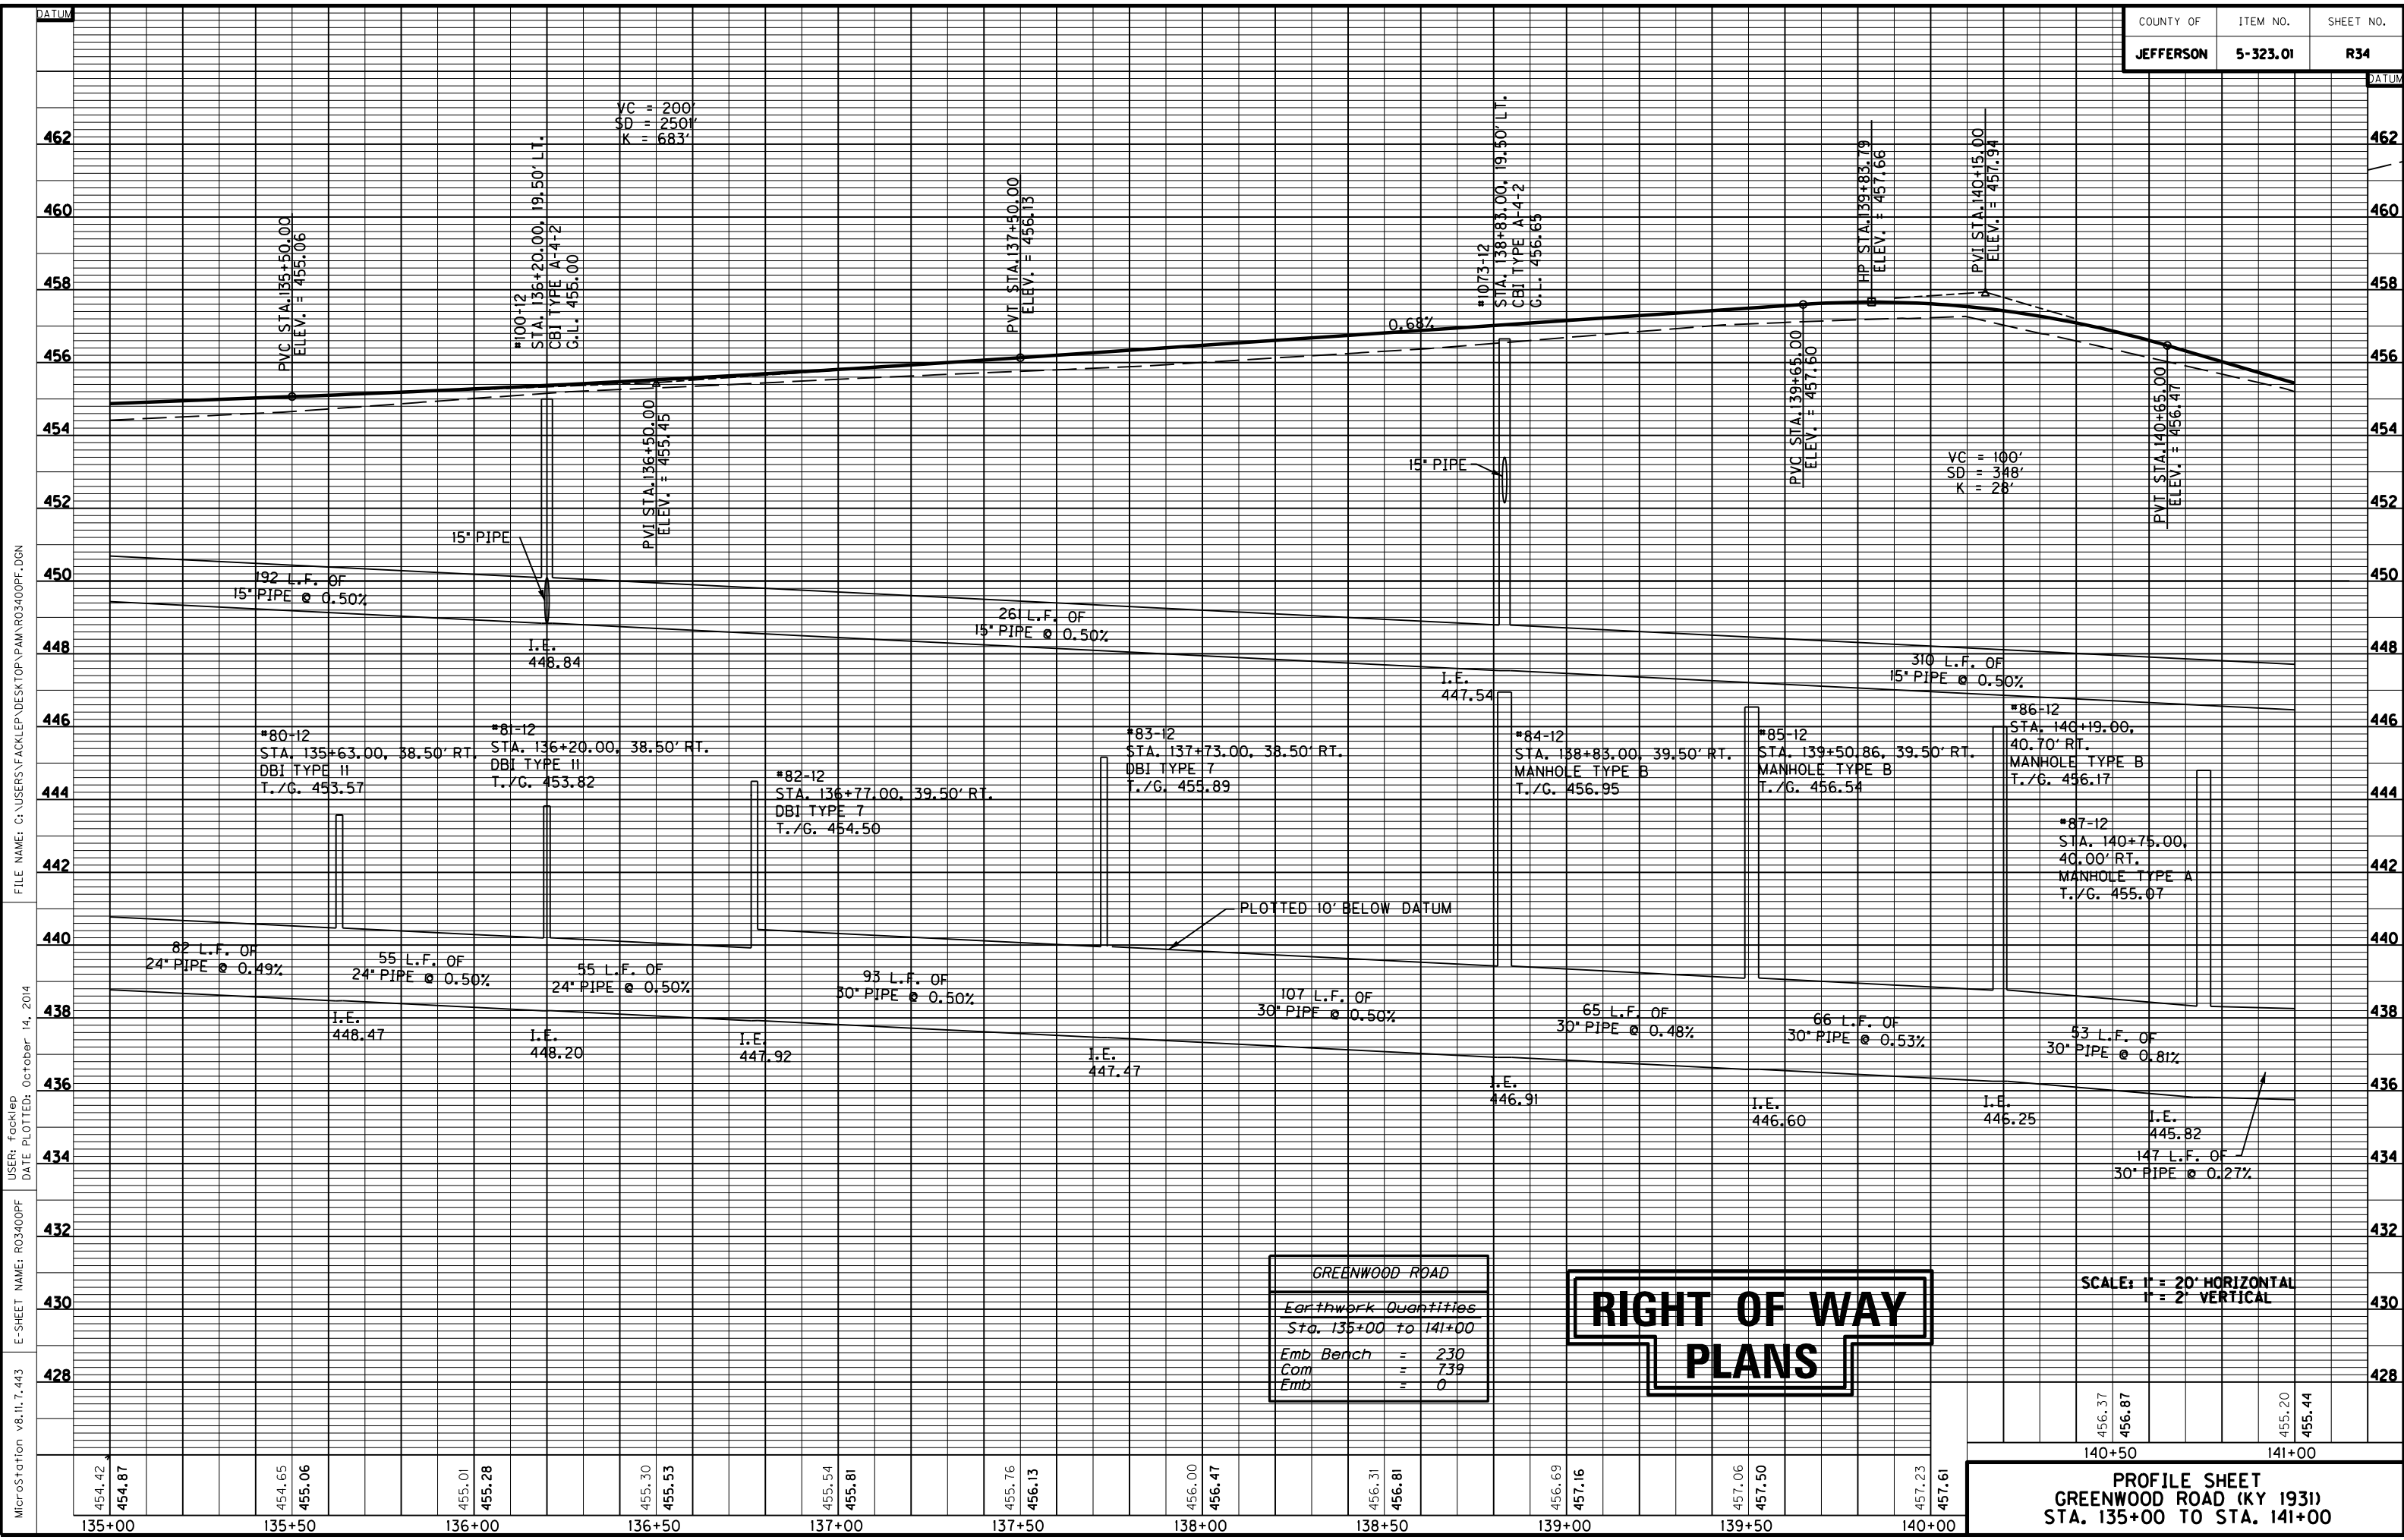 DATUM
COUNTY OF ITEM NO. SHEET NO.
JEFFERSON 5-323.01 R34
DATUM
VC = 200'
SD = 2501'
K = 683'
462
460
458
456
454
452
450
448
446
444
442
440
438
436
434
432
430
428
462
460
458
456
454
452
450
448
446
444
442
440
438
436
434
432
430
428
PVC STA.135+50.00
ELEV. = 455.06
#100-12
STA. 136+20.00, 19.50' LT.
CBI TYPE A-4-2
G.L. 455.00
PVI STA.136+50.00
ELEV. = 455.45
PVT STA.137+50.00
ELEV. = 456.13
#1073-12
STA. 138+83.00, 19.50' LT.
CBI TYPE A-4-2
G.L. 456.65
0.68%
PVC STA.139+65.00
ELEV. = 457.60
HP STA.139+83.79
ELEV. = 457.66
PVI STA.140+15.00
ELEV. = 457.94
PVT STA.140+65.00
ELEV. = 456.47
VC = 100'
SD = 348'
K = 28'
15" PIPE
15" PIPE
192 L.F. OF
15" PIPE @ 0.50%
I.E.
448.84
261 L.F. OF
15" PIPE @ 0.50%
I.E.
447.54
310 L.F. OF
15" PIPE @ 0.50%
#80-12
STA. 135+63.00, 38.50' RT.
DBI TYPE 11
T./G. 453.57
#81-12
STA. 136+20.00, 38.50' RT.
DBI TYPE 11
T./G. 453.82
#82-12
STA. 136+77.00, 39.50' RT.
DBI TYPE 7
T./G. 454.50
#83-12
STA. 137+73.00, 38.50' RT.
DBI TYPE 7
T./G. 455.89
#84-12
STA. 138+83.00, 39.50' RT.
MANHOLE TYPE B
T./G. 456.95
#85-12
STA. 139+50.86, 39.50' RT.
MANHOLE TYPE B
T./G. 456.54
#86-12
STA. 140+19.00,
40.70' RT.
MANHOLE TYPE B
T./G. 456.17
#87-12
STA. 140+75.00,
40.00' RT.
MANHOLE TYPE A
T./G. 455.07
PLOTTED 10' BELOW DATUM
82 L.F. OF
24" PIPE @ 0.49%
55 L.F. OF
24" PIPE @ 0.50%
55 L.F. OF
24" PIPE @ 0.50%
93 L.F. OF
30" PIPE @ 0.50%
107 L.F. OF
30" PIPE @ 0.50%
65 L.F. OF
30" PIPE @ 0.48%
66 L.F. OF
30" PIPE @ 0.53%
53 L.F. OF
30" PIPE @ 0.81%
I.E.
448.47
I.E.
448.20
I.E.
447.92
I.E.
447.47
I.E.
446.91
I.E.
446.60
I.E.
446.25
I.E.
445.82
147 L.F. OF
30" PIPE @ 0.27%
GREENWOOD ROAD
Earthwork Quantities
Sta. 135+00 to 141+00
Emb Bench = 230
Com = 739
Emb = 0
RIGHT OF WAY
PLANS
SCALE: 1" = 20' HORIZONTAL
1" = 2' VERTICAL
454.42
454.87
454.65
455.06
455.01
455.28
455.30
455.53
455.54
455.81
455.76
456.13
456.00
456.47
456.31
456.81
456.69
457.16
457.06
457.50
457.23
457.61
456.37
456.87
455.20
455.44
140+50 141+00
135+00 135+50 136+00 136+50 137+00 137+50 138+00 138+50 139+00 139+50 140+00
PROFILE SHEET
GREENWOOD ROAD (KY 1931)
STA. 135+00 TO STA. 141+00
FILE NAME: C:\USERS\FACKLEP\DESKTOP\PAM\R03400PF.DGN
USER: facklep
DATE PLOTTED: October 14, 2014
E-SHEET NAME: R03400PF
MicroStation v8.11.7.443